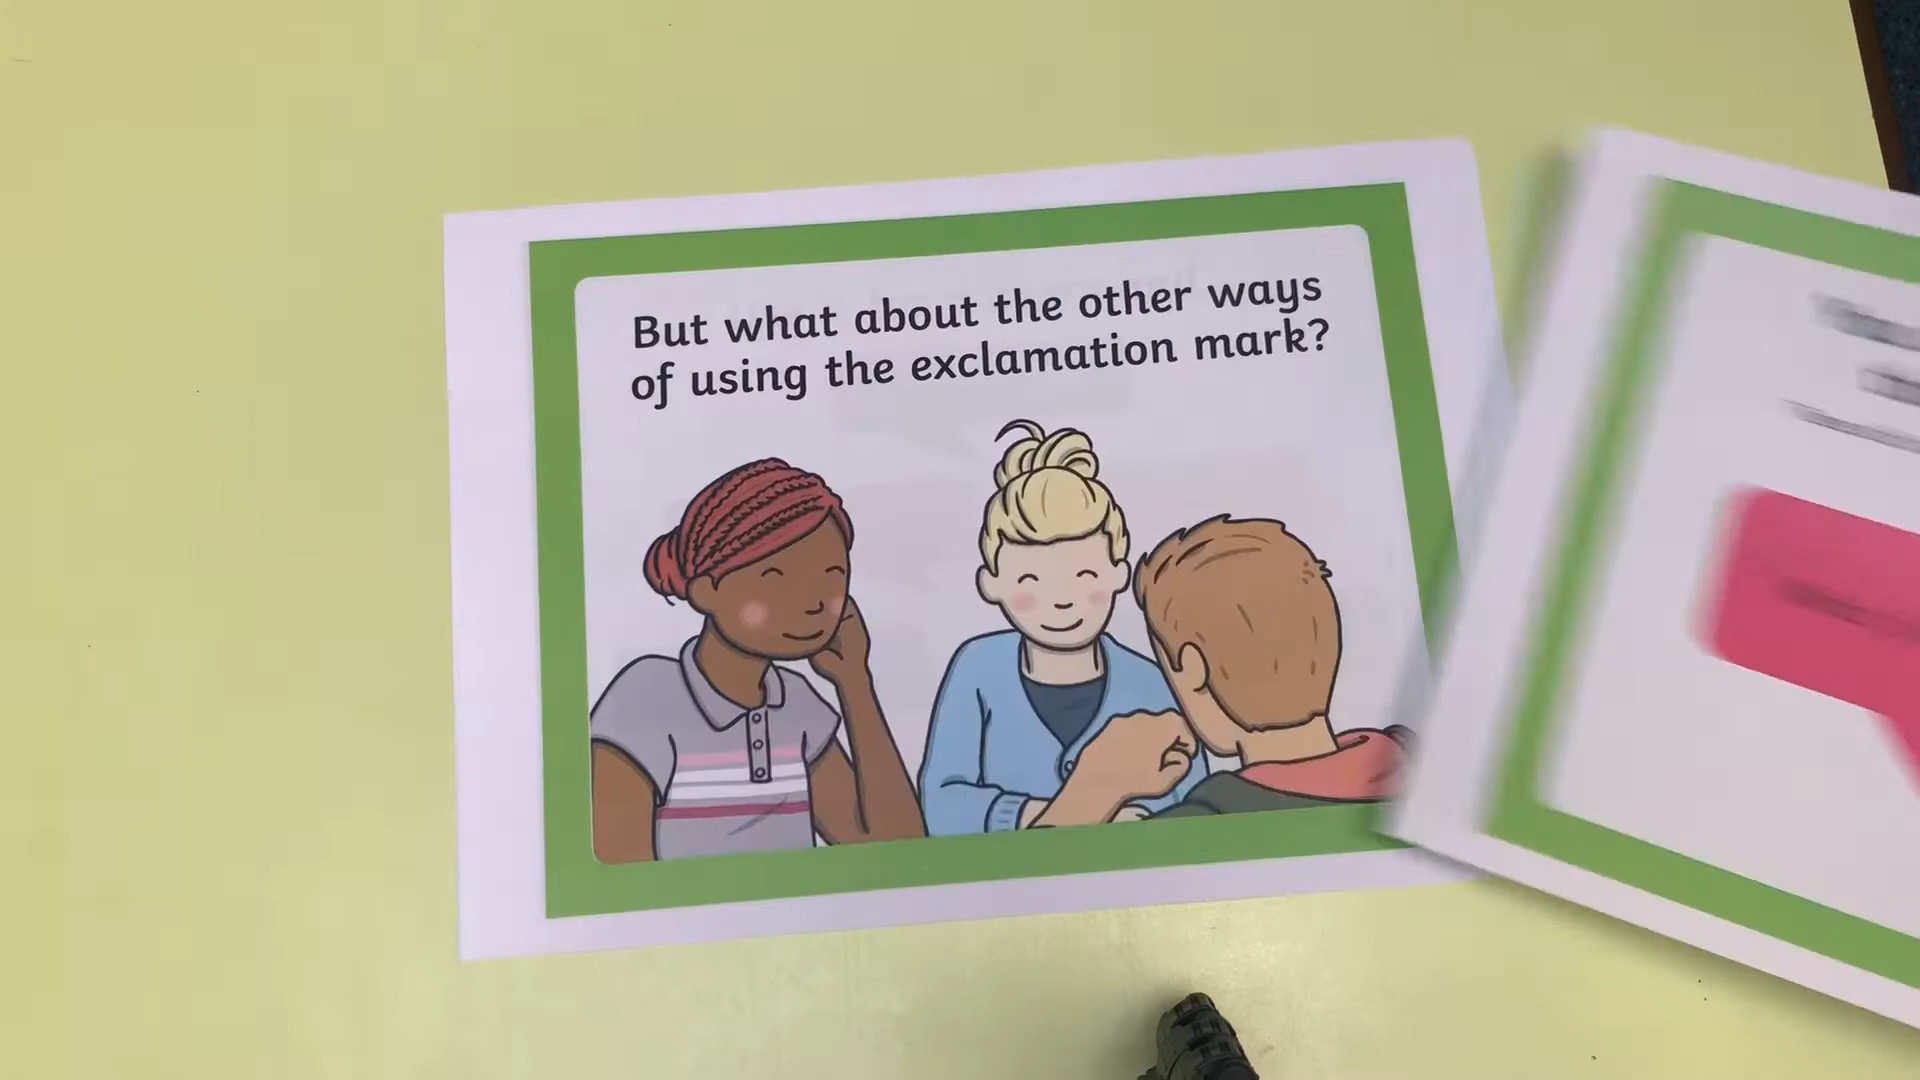 But what about the other ways
of using the exclamation mark?